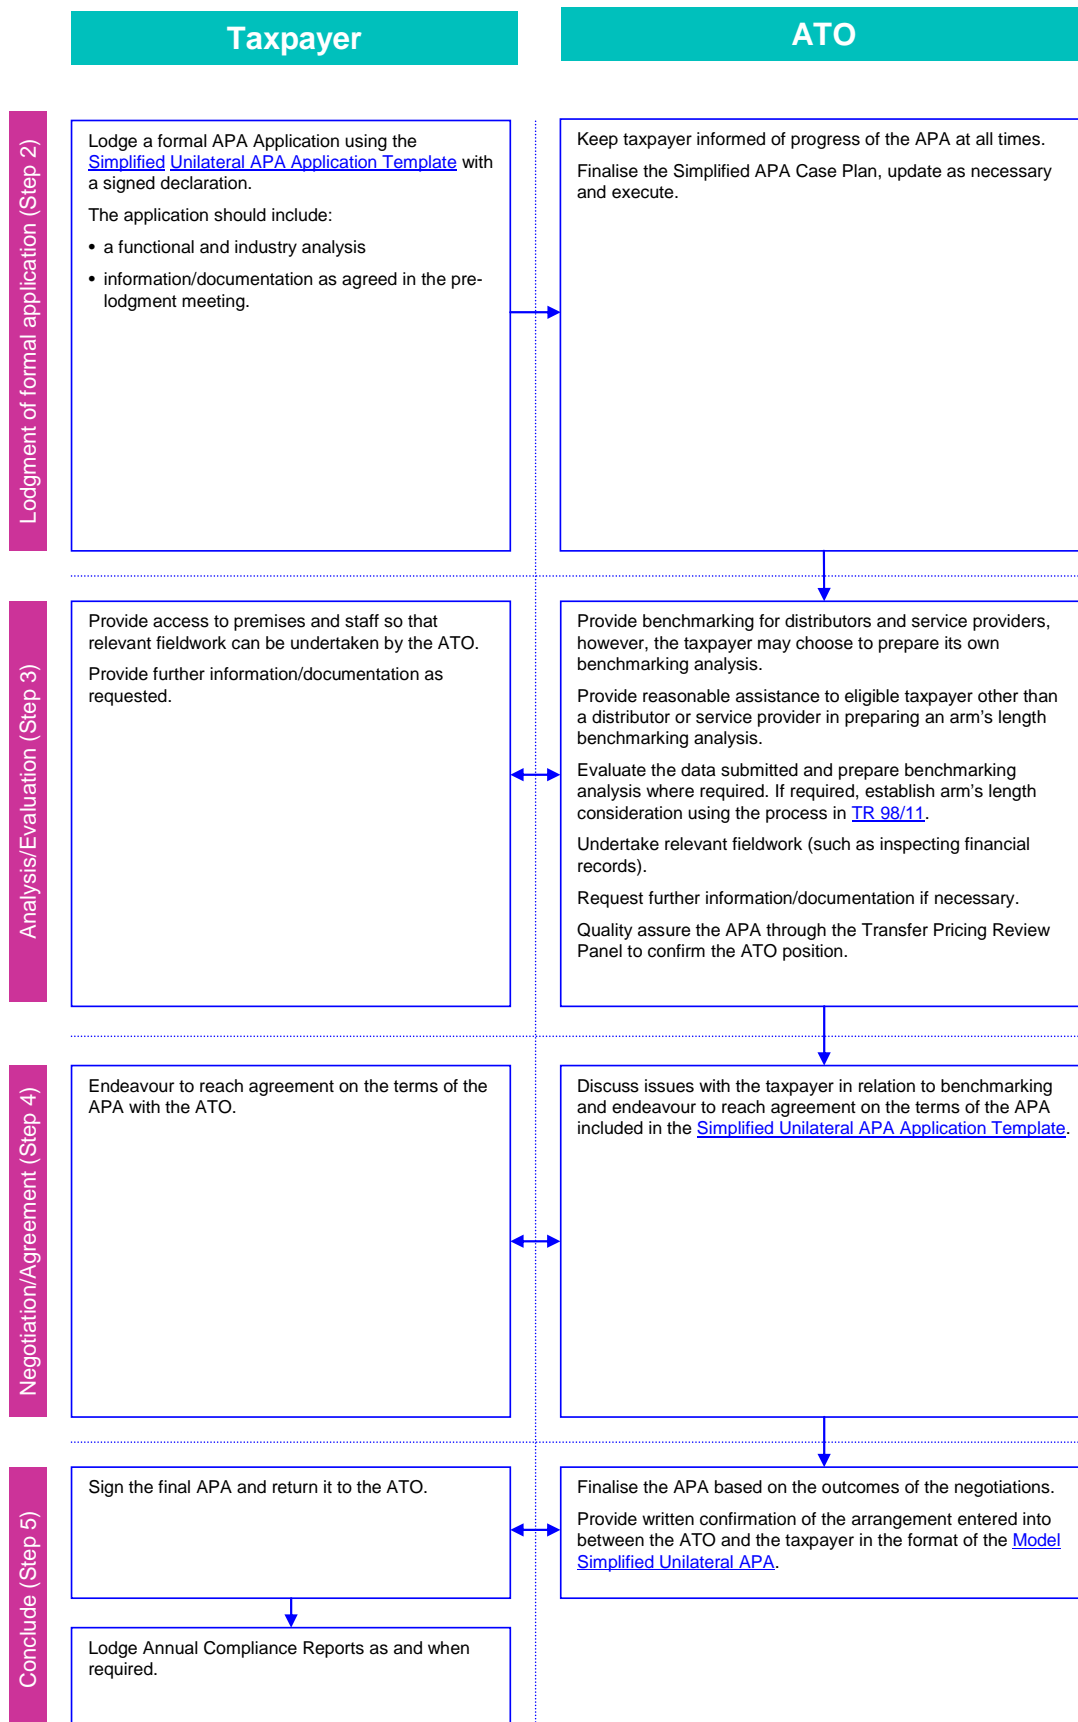 Taxpayer
ATO
Lodgment of formal application (Step 2)
Lodge a formal APA Application using the
Simplified Unilateral APA Application Template with
a signed declaration.
The application should include:
• a functional and industry analysis
• information/documentation as agreed in the pre-
lodgment meeting.
Keep taxpayer informed of progress of the APA at all times.
Finalise the Simplified APA Case Plan, update as necessary
and execute.
Analysis/Evaluation (Step 3)
Provide access to premises and staff so that
relevant fieldwork can be undertaken by the ATO.
Provide further information/documentation as
requested.
Provide benchmarking for distributors and service providers,
however, the taxpayer may choose to prepare its own
benchmarking analysis.
Provide reasonable assistance to eligible taxpayer other than
a distributor or service provider in preparing an arm’s length
benchmarking analysis.
Evaluate the data submitted and prepare benchmarking
analysis where required. If required, establish arm’s length
consideration using the process in TR 98/11.
Undertake relevant fieldwork (such as inspecting financial
records).
Request further information/documentation if necessary.
Quality assure the APA through the Transfer Pricing Review
Panel to confirm the ATO position.
Negotiation/Agreement (Step 4)
Endeavour to reach agreement on the terms of the
APA with the ATO.
Discuss issues with the taxpayer in relation to benchmarking
and endeavour to reach agreement on the terms of the APA
included in the Simplified Unilateral APA Application Template.
Conclude (Step 5)
Sign the final APA and return it to the ATO.
Finalise the APA based on the outcomes of the negotiations.
Provide written confirmation of the arrangement entered into
between the ATO and the taxpayer in the format of the Model
Simplified Unilateral APA.
Lodge Annual Compliance Reports as and when
required.